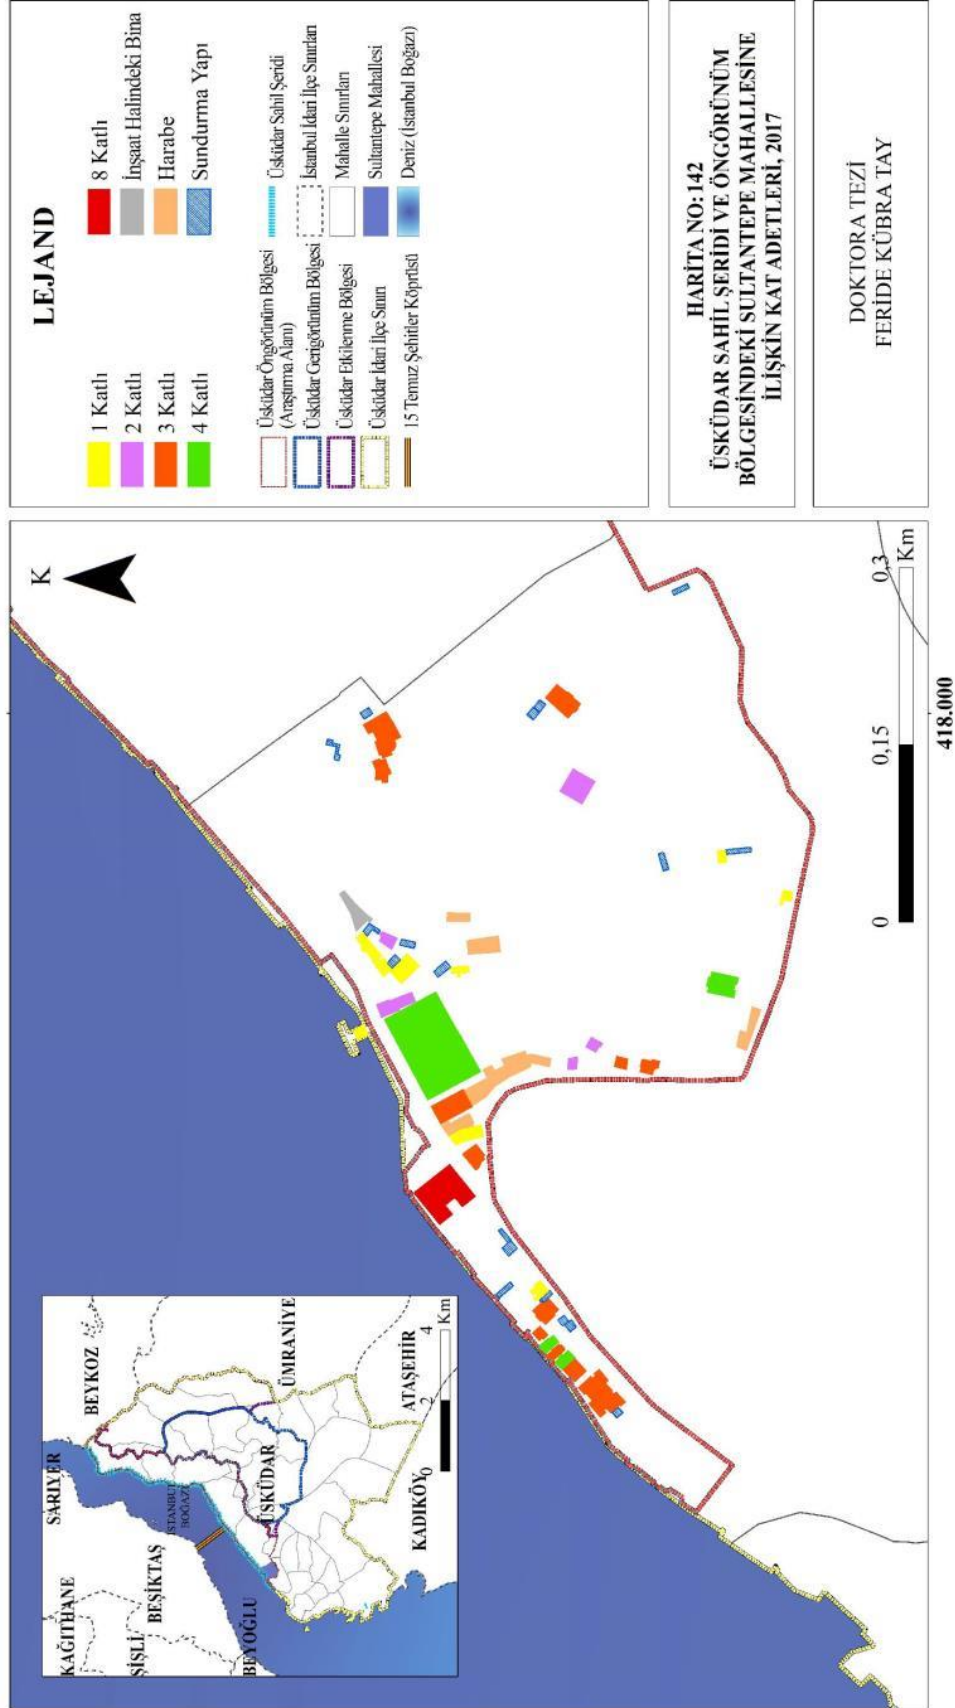 K
SARIYER
BEYKOZ
KAĞITHANE
ŞİŞLİ
BEŞİKTAŞ
İSTANBUL
BOĞAZI
BEYOĞLU
ÜSKÜDAR
ÜMRANİYE
ATAŞEHİR
KADIKÖY
0
2
4
Km
0
0,15
0,3
Km
418.000
LEJAND
1 Katlı
2 Katlı
3 Katlı
4 Katlı
8 Katlı
İnşaat Halindeki Bina
Harabe
Sundurma Yapı
Üsküdar Öngörünüm Bölgesi
(Araştırma Alanı)
Üsküdar Gerigörünüm Bölgesi
Üsküdar Etkilenme Bölgesi
Üsküdar İdari İlçe Sınırı
15 Temuz Şehitler Köprüsü
Üsküdar Sahil Şeridi
İstanbul İdari İlçe Sınırları
Mahalle Sınırları
Sultantepe Mahallesi
Deniz (İstanbul Boğazı)
HARİTA NO: 142
ÜSKÜDAR SAHİL ŞERİDİ VE ÖNGÖRÜNÜM
BÖLGESİNDEKİ SULTANTEPE MAHALLESİNE
İLİŞKİN KAT ADETLERİ, 2017
DOKTORA TEZİ
FERİDE KÜBRA TAY